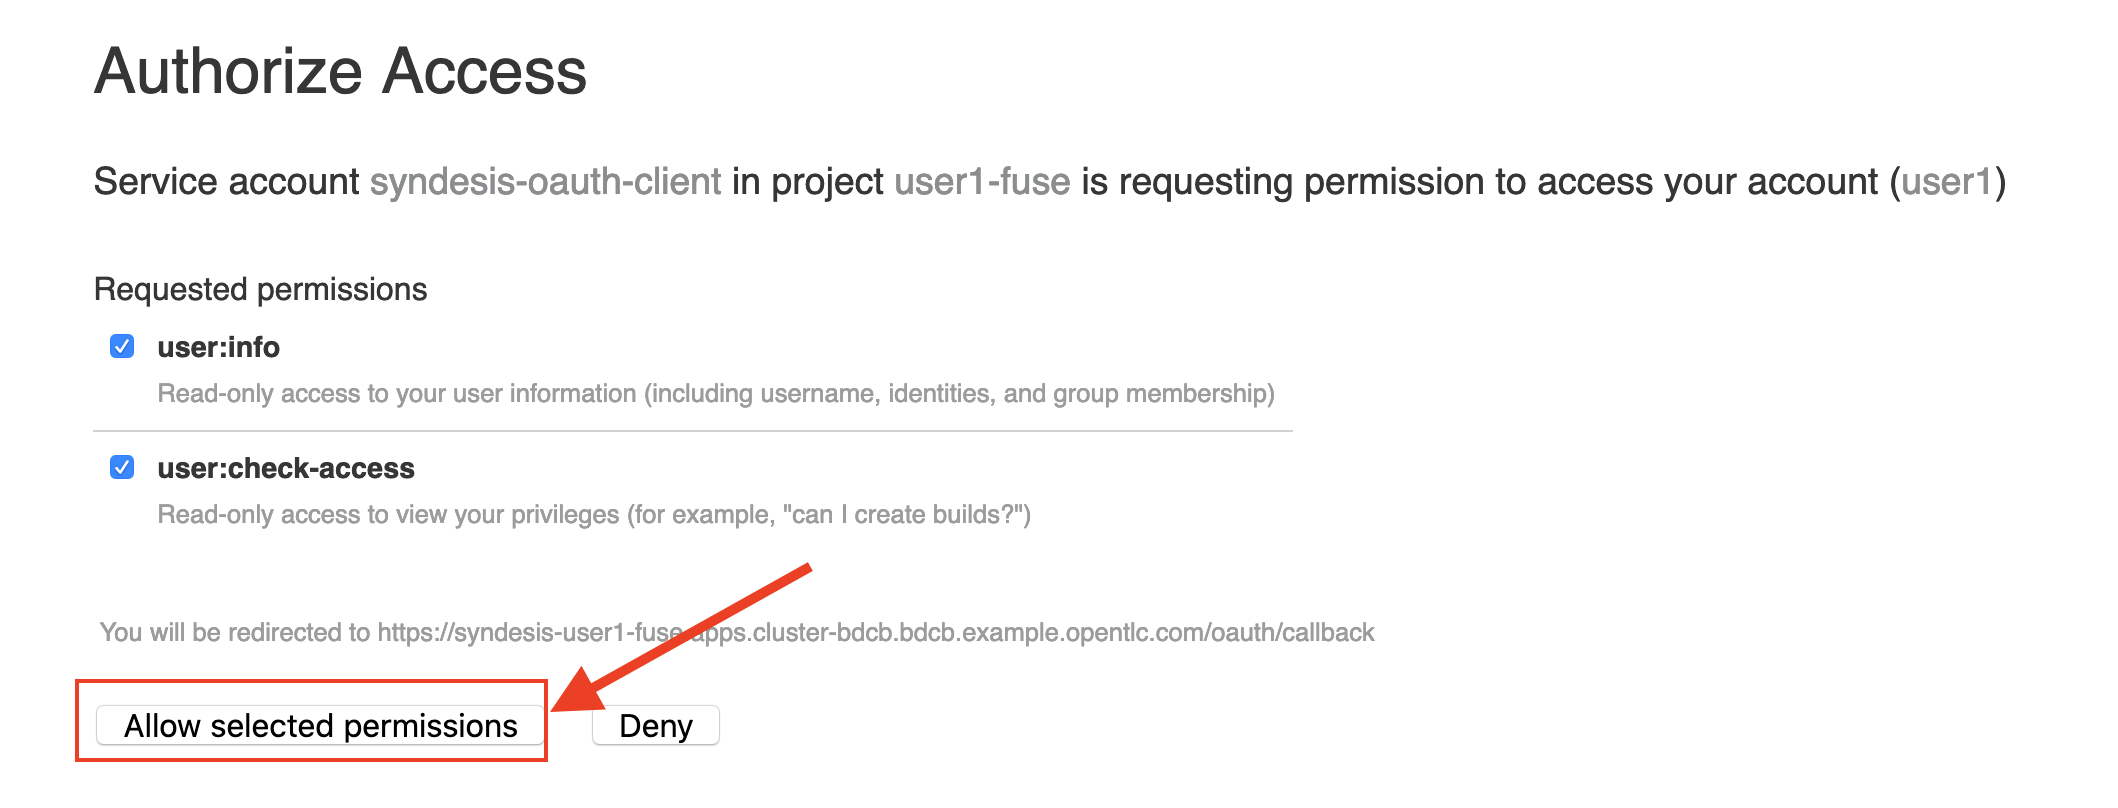 Authorize Access
Service account syndesis-oauth-client in project user1-fuse is requesting permission to access your account (user1)
Requested permissions
user:info
Read-only access to your user information (including username, identities, and group membership)
user:check-access
Read-only access to view your privileges (for example, "can I create builds?")
You will be redirected to https://syndesis-user1-fuse.apps.cluster-bdcb.bdcb.example.opentlc.com/oauth/callback
Allow selected permissions Deny